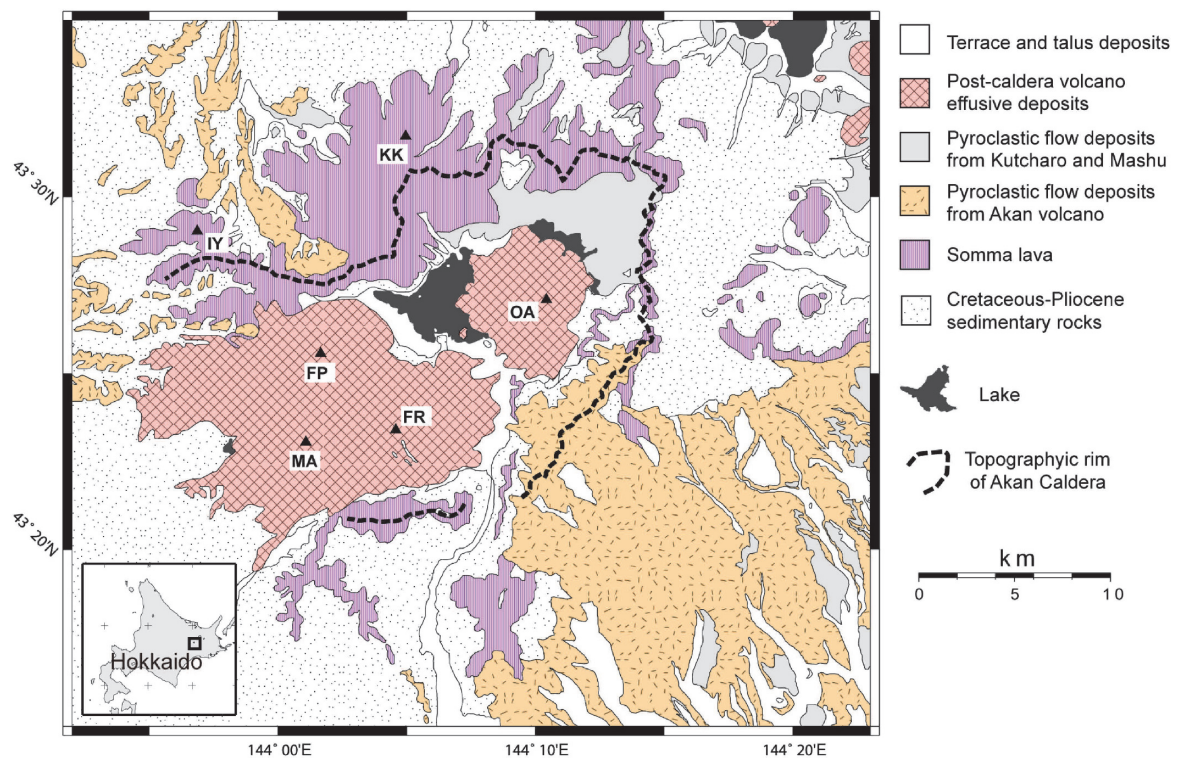 Terrace and talus deposits
Post-caldera volcano
effusive deposits
Pyroclastic flow deposits
from Kutcharo and Mashu
Pyroclastic flow deposits
from Akan volcano
Somma lava
Cretaceous-Pliocene
sedimentary rocks
Lake
Topographyic rim
of Akan Caldera
km
0 5 10
43° 30'N
43° 20'N
KK
IY
OA
FP
FR
MA
Hokkaido
144° 00'E
144° 10'E
144° 20'E